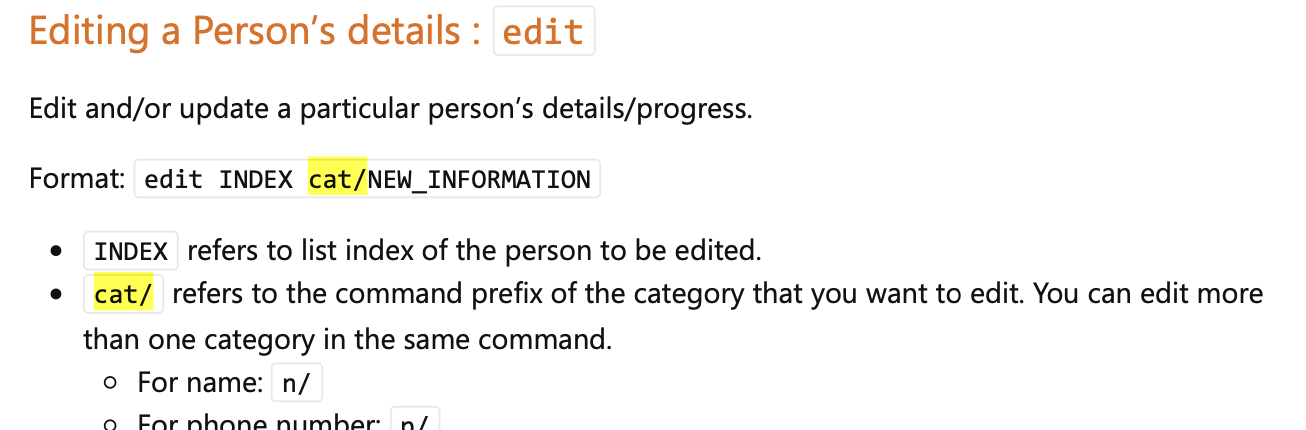 Editing a Person’s details : edit
Edit and/or update a particular person’s details/progress.
Format: edit INDEX cat/NEW_INFORMATION
• INDEX refers to list index of the person to be edited.
• cat/ refers to the command prefix of the category that you want to edit. You can edit more
than one category in the same command.
○ For name: n/
○ For phone number: